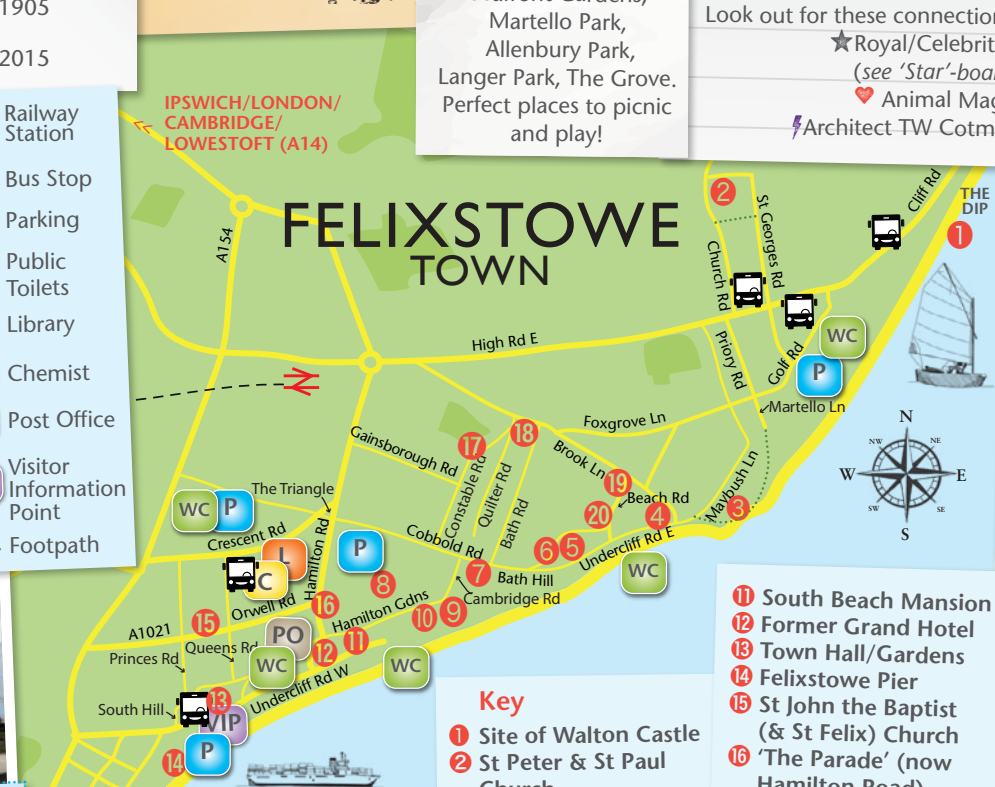 1905
2015
Martello Park,
Allenbury Park,
Langer Park, The Grove.
Perfect places to picnic
and play!
Look out for these
Royal/
(see ‘Star’-
Animal
Architect TW
Railway
Station
Bus Stop
Parking
Public
Toilets
Library
Chemist
Post Office
Visitor
Information
Point
Footpath
IPSWICH/LONDON/
CAMBRIDGE/
LOWESTOFT (A14)
FELIXSTOWE
TOWN
A154
2
St Georges Rd
Church Rd
Cliff Rd
THE
DIP
1
High Rd E
Priory Rd
Golf Rd
WC
P
Martello Ln
Foxgrove Ln
N
NW
NE
W
E
SW
SE
S
Gainsborough Rd
17
18
Constable Rd
Quilter Rd
Bath Rd
Brook Ln
19
Beach Rd
20
4
Maybush Ln
3
The Triangle
WC
P
Crescent Rd
L
C
Hamilton Rd
P
Cobbold Rd
6
5
Undercliff Rd E
WC
7
Bath Hill
Cambridge Rd
8
Orwell Rd
16
Hamilton Gdns
10
9
A1021
15
PO
11
12
Queens Rd
Princes Rd
WC
WC
Undercliff Rd W
South Hill
13
VIP
14
P
Key
1 Site of Walton Castle
2 St Peter & St Paul
Church
11 South Beach Mansion
12 Former Grand Hotel
13 Town Hall/Gardens
14 Felixstowe Pier
15 St John the Baptist
(& St Felix) Church
16 ‘The Parade’ (now
Hamilton Road)